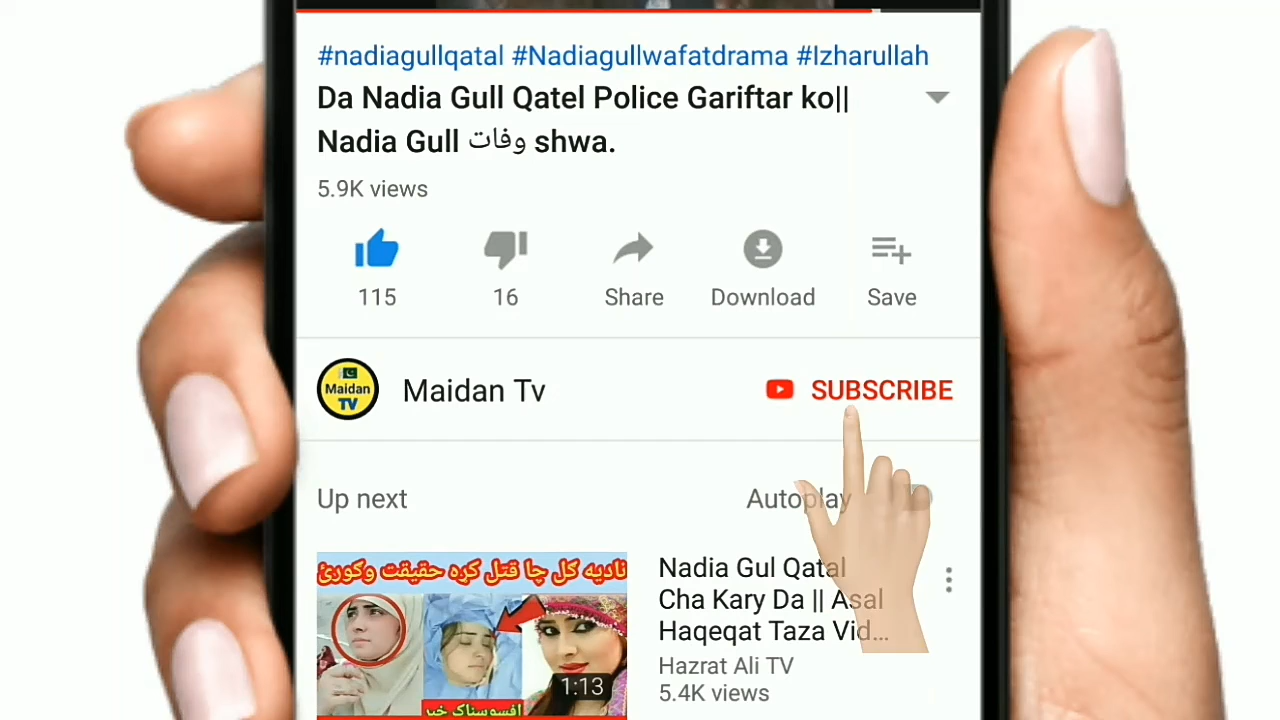 #nadiagullqatal #Nadiagullwafatdrama #Izharullah
Da Nadia Gull Qatel Police Gariftar ko||
Nadia Gull وفات shwa.
5.9K views
115
16
Share
Download
Save
Maidan
TV
Maidan Tv
SUBSCRIBE
Up next
Autoplay
نادیه گل چا قتل کړه حقیقت وګورئ
افسوسناک خبر
1:13
Nadia Gul Qatal
Cha Kary Da || Asal
Haqeqat Taza Vid...
Hazrat Ali TV
5.4K views